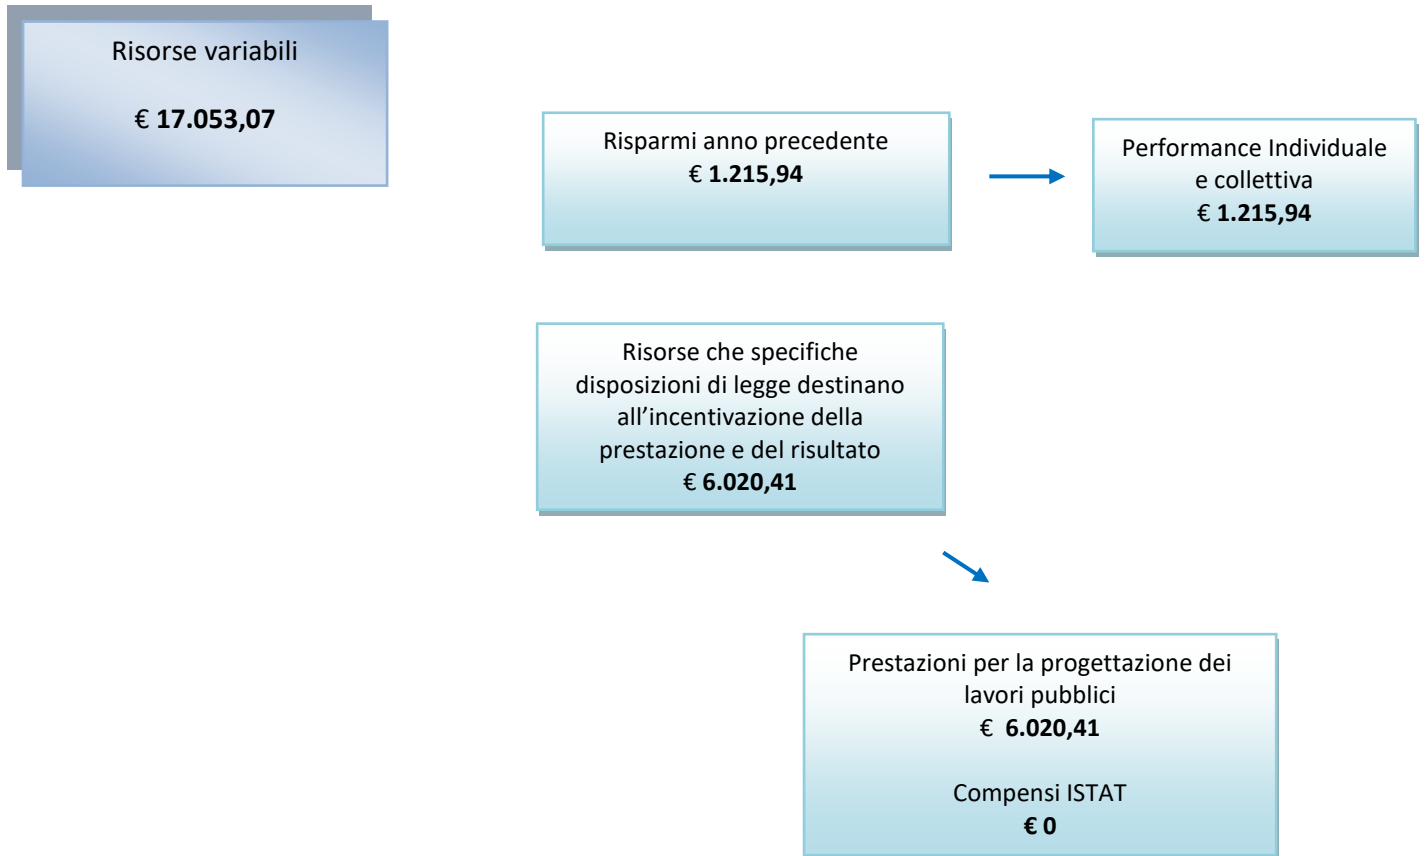 Risorse variabili
€ 17.053,07
Risparmi anno precedente
€ 1.215,94
Performance Individuale
e collettiva
€ 1.215,94
Risorse che specifiche
disposizioni di legge destinano
all’incentivazione della
prestazione e del risultato
€ 6.020,41
Prestazioni per la progettazione dei
lavori pubblici
€ 6.020,41
Compensi ISTAT
€ 0